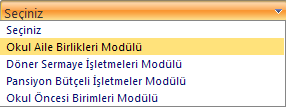 Seçiniz
Seçiniz
Okul Aile Birlikleri Modülü
Döner Sermaye İşletmeleri Modülü
Pansiyon Bütçeli İşletmeler Modülü
Okul Öncesi Birimleri Modülü